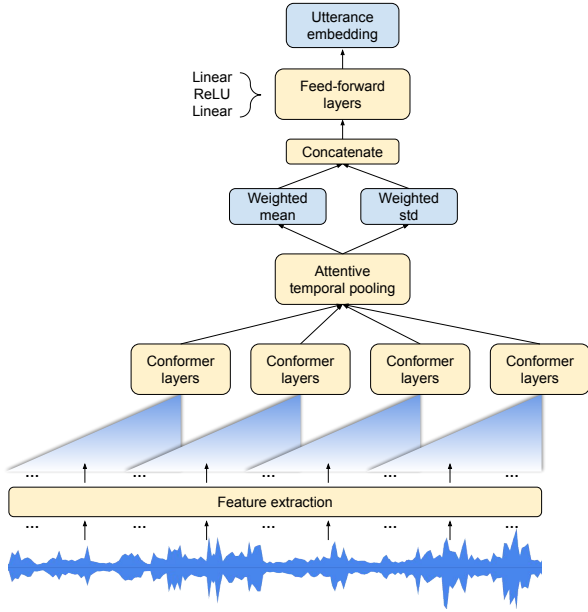 Utterance
embedding
Linear
ReLU
Linear
Feed-forward
layers
Concatenate
Weighted
mean
Weighted
std
Attentive
temporal pooling
Conformer
layers
Conformer
layers
Conformer
layers
Conformer
layers
... ... ... ... ...
Feature extraction
... ... ... ... ...